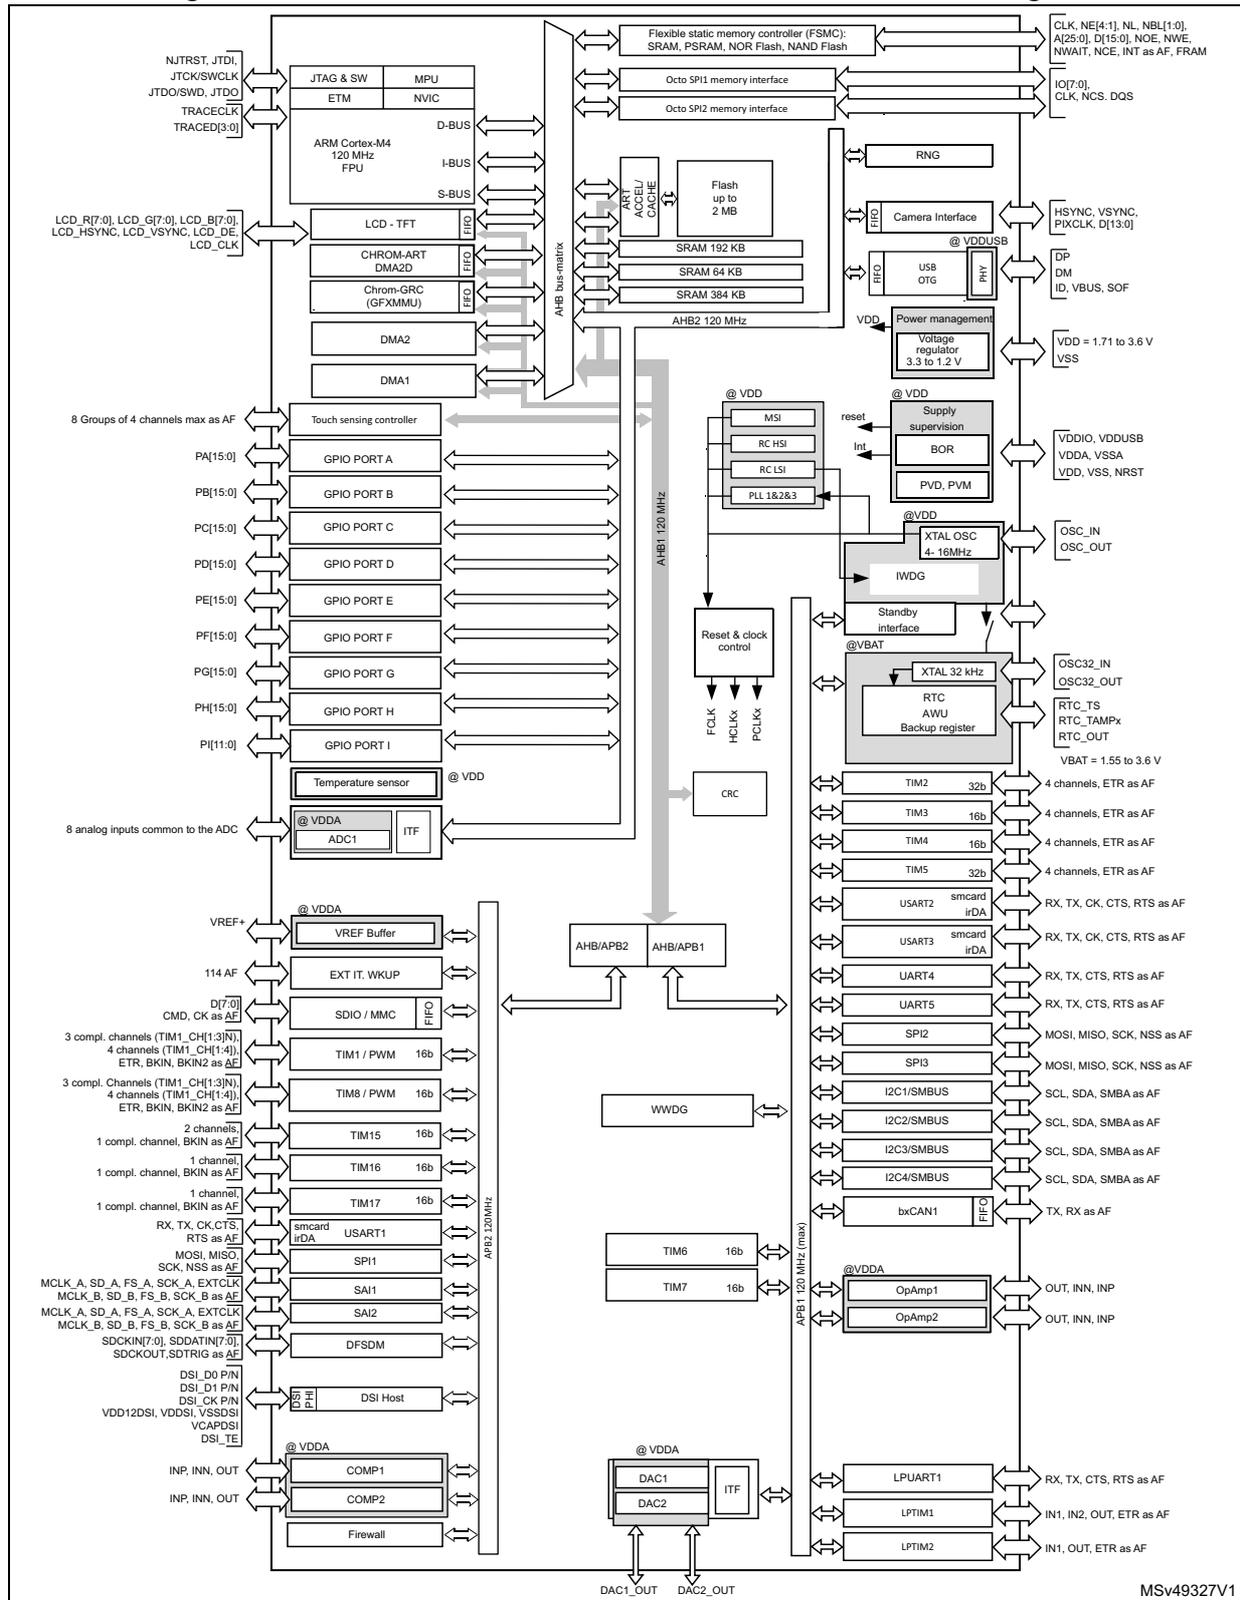 CLK, NE[4:1], NL, NBL[1:0],
A[25:0], D[15:0], NOE, NWE,
NWAIT, NCE, INT as AF, FRAM
Flexible static memory controller (FSMC):
SRAM, PSRAM, NOR Flash, NAND Flash
NJTRST, JTDI,
JTCK/SWCLK
JTDO/SWD, JTDO
JTAG & SW
MPU
ETM
NVIC
Octo SPI1 memory interface
Octo SPI2 memory interface
IO[7:0],
CLK, NCS. DQS
TRACECLK
TRACED[3:0]
D-BUS
ARM Cortex-M4
120 MHz
FPU
I-BUS
S-BUS
RNG
ART
ACCEL/
CACHE
Flash
up to
2 MB
LCD_R[7:0], LCD_G[7:0], LCD_B[7:0],
LCD_HSYNC, LCD_VSYNC, LCD_DE,
LCD_CLK
LCD - TFT
FIFO
FIFO
Camera Interface
HSYNC, VSYNC,
PIXCLK, D[13:0]
CHROM-ART
DMA2D
FIFO
SRAM 192 KB
SRAM 64 KB
SRAM 384 KB
@ VDDUSB
FIFO
USB
OTG
PHY
DP
DM
ID, VBUS, SOF
Chrom-GRC
(GFXMMU)
FIFO
AHB bus-matrix
AHB2 120 MHz
DMA2
DMA1
VDD
Power management
Voltage
regulator
3.3 to 1.2 V
VDD = 1.71 to 3.6 V
VSS
8 Groups of 4 channels max as AF
Touch sensing controller
@ VDD
MSI
RC HSI
RC LSI
PLL 1&2&3
@ VDD
reset
Int
Supply
supervision
BOR
PVD, PVM
VDDIO, VDDUSB
VDDA, VSSA
VDD, VSS, NRST
PA[15:0]
GPIO PORT A
PB[15:0]
GPIO PORT B
PC[15:0]
GPIO PORT C
PD[15:0]
GPIO PORT D
PE[15:0]
GPIO PORT E
PF[15:0]
GPIO PORT F
PG[15:0]
GPIO PORT G
PH[15:0]
GPIO PORT H
PI[11:0]
GPIO PORT I
AHB1 120 MHz
@VDD
XTAL OSC
4- 16MHz
IWDG
OSC_IN
OSC_OUT
Standby
interface
Reset & clock
control
FCLK
HCLKx
PCLKx
@VBAT
XTAL 32 kHz
RTC
AWU
Backup register
OSC32_IN
OSC32_OUT
RTC_TS
RTC_TAMPx
RTC_OUT
VBAT = 1.55 to 3.6 V
Temperature sensor
@ VDD
CRC
8 analog inputs common to the ADC
@ VDDA
ADC1
ITF
TIM2
32b
4 channels, ETR as AF
TIM3
16b
4 channels, ETR as AF
TIM4
16b
4 channels, ETR as AF
TIM5
32b
4 channels, ETR as AF
USART2
smcard
irDA
RX, TX, CK, CTS, RTS as AF
USART3
smcard
irDA
RX, TX, CK, CTS, RTS as AF
UART4
RX, TX, CTS, RTS as AF
UART5
RX, TX, CTS, RTS as AF
SPI2
MOSI, MISO, SCK, NSS as AF
SPI3
MOSI, MISO, SCK, NSS as AF
I2C1/SMBUS
SCL, SDA, SMBA as AF
I2C2/SMBUS
SCL, SDA, SMBA as AF
I2C3/SMBUS
SCL, SDA, SMBA as AF
I2C4/SMBUS
SCL, SDA, SMBA as AF
bxCAN1
FIFO
TX, RX as AF
@VDDA
OpAmp1
OUT, INN, INP
OpAmp2
OUT, INN, INP
LPUART1
RX, TX, CTS, RTS as AF
LPTIM1
IN1, IN2, OUT, ETR as AF
LPTIM2
IN1, OUT, ETR as AF
AHB/APB2
AHB/APB1
WWDG
TIM6
16b
TIM7
16b
APB1 120 MHz (max)
@ VDDA
DAC1
DAC2
ITF
DAC1_OUT
DAC2_OUT
VREF+
@ VDDA
VREF Buffer
114 AF
EXT IT. WKUP
D[7:0]
CMD, CK as AF
SDIO / MMC
FIFO
3 compl. channels (TIM1_CH[1:3]N),
4 channels (TIM1_CH[1:4]),
ETR, BKIN, BKIN2 as AF
TIM1 / PWM
16b
3 compl. Channels (TIM1_CH[1:3]N),
4 channels (TIM1_CH[1:4]),
ETR, BKIN, BKIN2 as AF
TIM8 / PWM
16b
2 channels,
1 compl. channel, BKIN as AF
TIM15
16b
1 channel,
1 compl. channel, BKIN as AF
TIM16
16b
1 channel,
1 compl. channel, BKIN as AF
TIM17
16b
RX, TX, CK,CTS,
RTS as AF
smcard
irDA
USART1
MOSI, MISO,
SCK, NSS as AF
SPI1
MCLK_A, SD_A, FS_A, SCK_A, EXTCLK
MCLK_B, SD_B, FS_B, SCK_B as AF
SAI1
MCLK_A, SD_A, FS_A, SCK_A, EXTCLK
MCLK_B, SD_B, FS_B, SCK_B as AF
SAI2
SDCKIN[7:0], SDDATIN[7:0],
SDCKOUT,SDTRIG as AF
DFSDM
DSI_D0 P/N
DSI_D1 P/N
DSI_CK P/N
VDD12DSI, VDDSI, VSSDSI
VCAPDSI
DSI_TE
DSI
PHI
DSI Host
APB2 120MHz
@ VDDA
INP, INN, OUT
COMP1
INP, INN, OUT
COMP2
Firewall
MSv49327V1